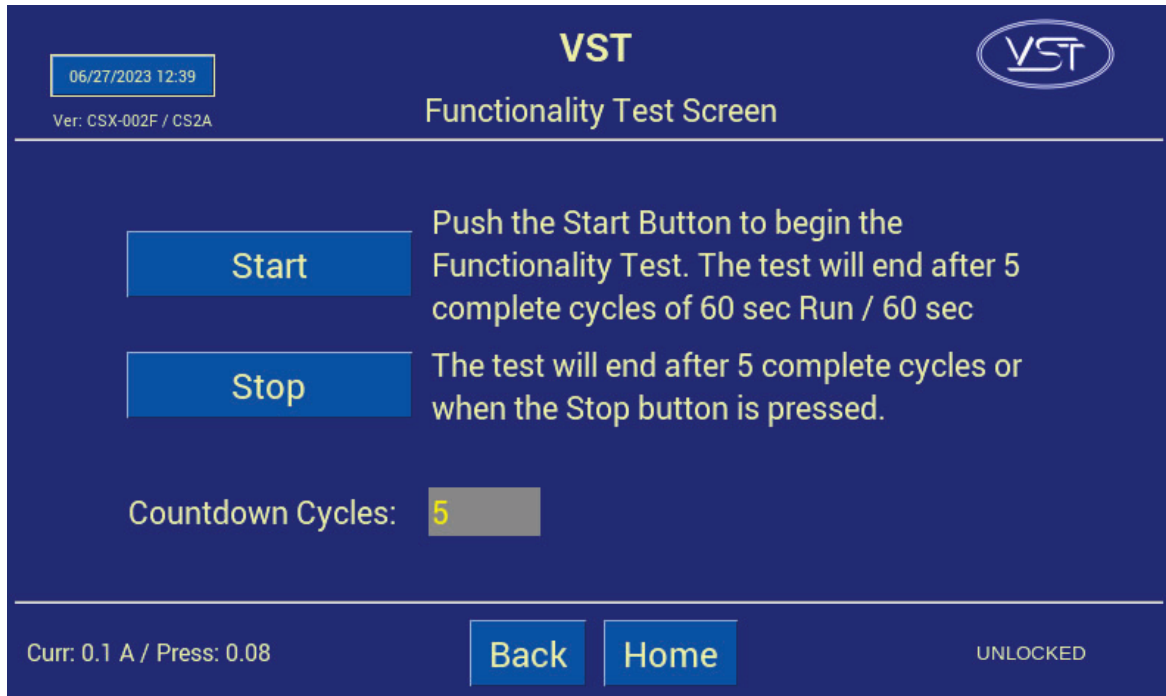 VST
06/27/2023 12:39
VST
Ver: CSX-002F / CS2A
Functionality Test Screen
Start
Push the Start Button to begin the
Functionality Test. The test will end after 5
complete cycles of 60 sec Run / 60 sec
Stop
The test will end after 5 complete cycles or
when the Stop button is pressed.
Countdown Cycles: 5
Curr: 0.1 A / Press: 0.08
Back
Home
UNLOCKED